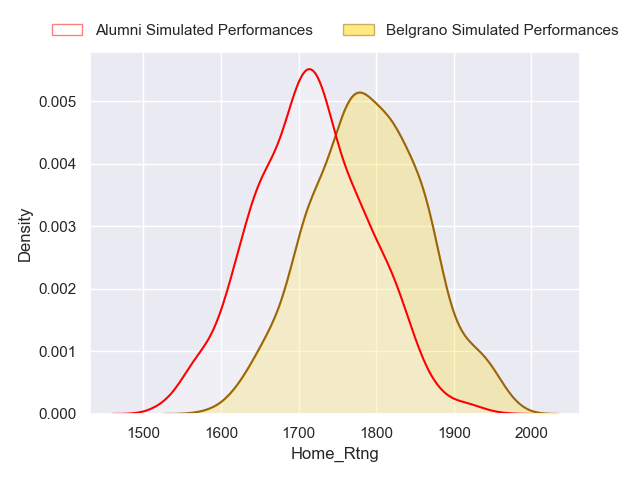 Alumni Simulated Performances Belgrano Simulated Performances
0.005
0.004
0.003
0.002
0.001
0.000
Density
1500 1600 1700 1800 1900 2000
Home_Rtng